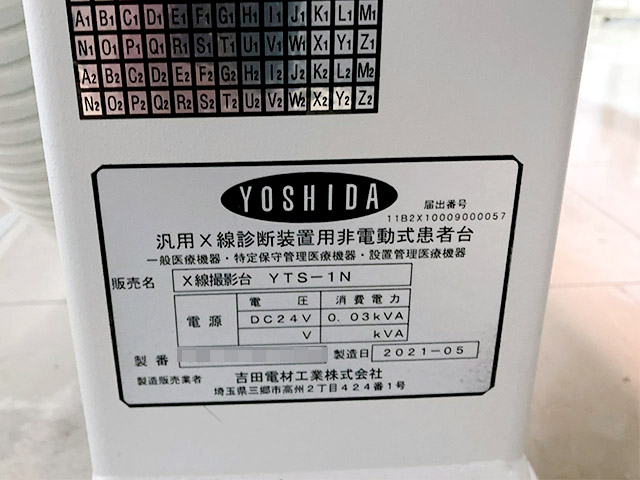 A1 B1 C1 D1 E1 F1 G1 H1 I1 J1 K1 L1 M1
N1 O1 P1 Q1 R1 S1 T1 U1 V1 W1 X1 Y1 Z1
A2 B2 C2 D2 E2 F2 G2 H2 I2 J2 K2 L2 M2
N2 O2 P2 Q2 R2 S2 T2 U2 V2 W2 X2 Y2 Z2
YOSHIDA
届出番号
11B2X10009000057
汎用X線診断装置用非電動式患者台
一般医療機器・特定保守管理医療機器・設置管理医療機器
販売名 X線撮影台 YTS-1N
電源 電圧 消費電力
DC24V 0.03kVA
V kVA
製番 製造日 2021-05
製造販売業者 吉田電材工業株式会社
埼玉県三郷市高州2丁目424番1号